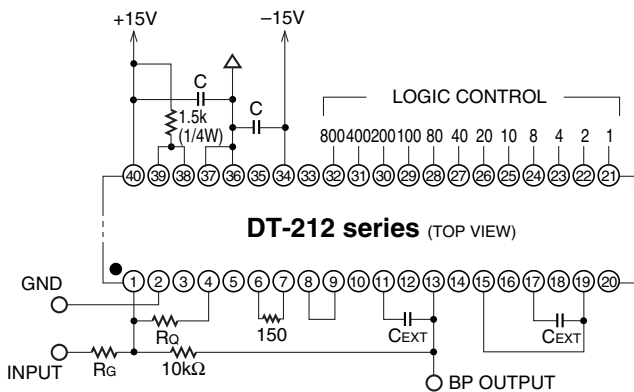 +15V
−15V
C
C
1.5k
(1/4W)
LOGIC CONTROL
800 400 200 100 80 40 20 10 8 4 2 1
40 39 38 37 36 35 34 33 32 31 30 29 28 27 26 25 24 23 22 21
DT-212 series (TOP VIEW)
1 2 3 4 5 6 7 8 9 10 11 12 13 14 15 16 17 18 19 20
GND
RQ
150
CEXT
CEXT
INPUT
RG
10kΩ
BP OUTPUT